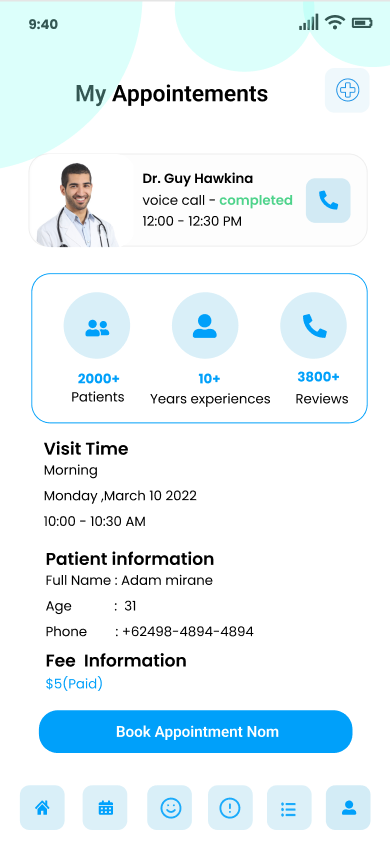 9:40
My Appointements
Dr. Guy Hawkina
voice call - completed
12:00 - 12:30 PM
2000+ 10+ 3800+
Patients Years experiences Reviews
Visit Time
Morning
Monday ,March 10 2022
10:00 - 10:30 AM
Patient information
Full Name : Adam mirane
Age : 31
Phone : +62498-4894-4894
Fee Information
$5(Paid)
Book Appointment Nom